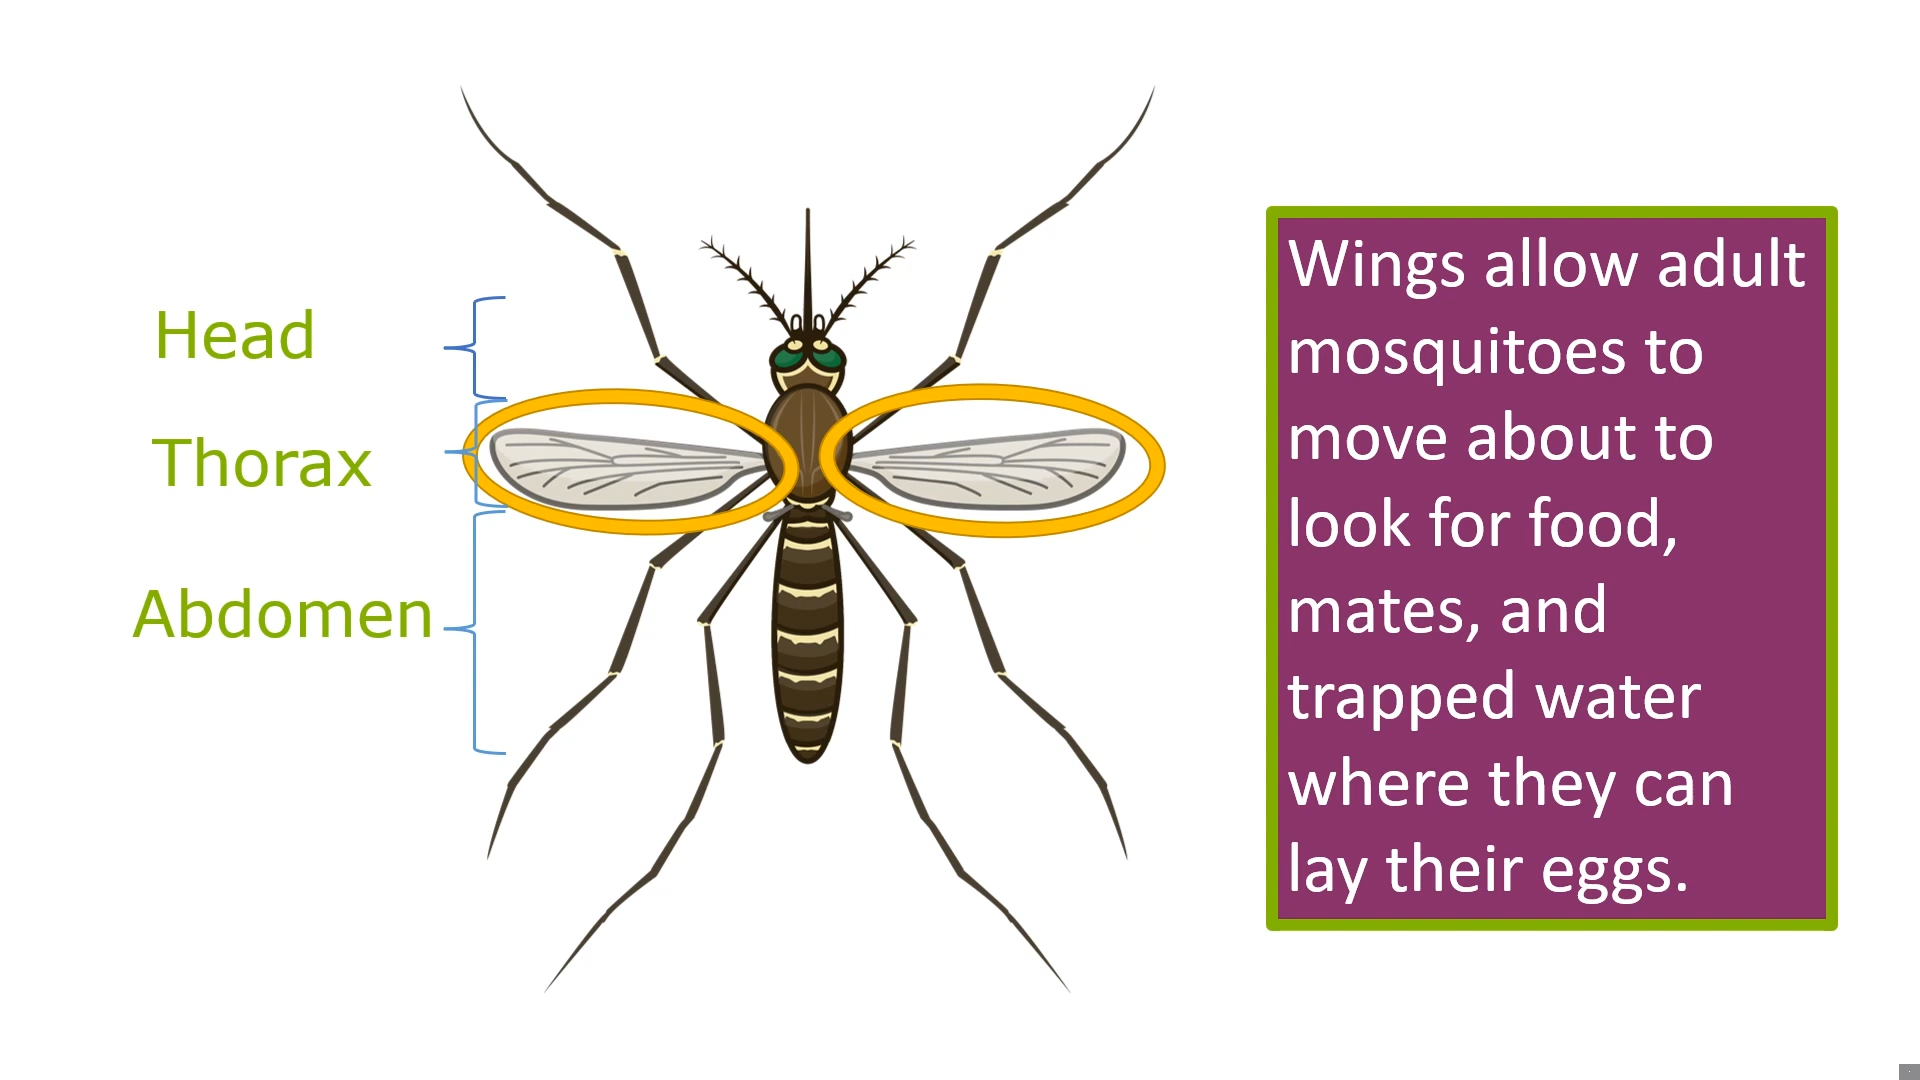 Head
Thorax
Abdomen
Wings allow adult
mosquitoes to
move about to
look for food,
mates, and
trapped water
where they can
lay their eggs.